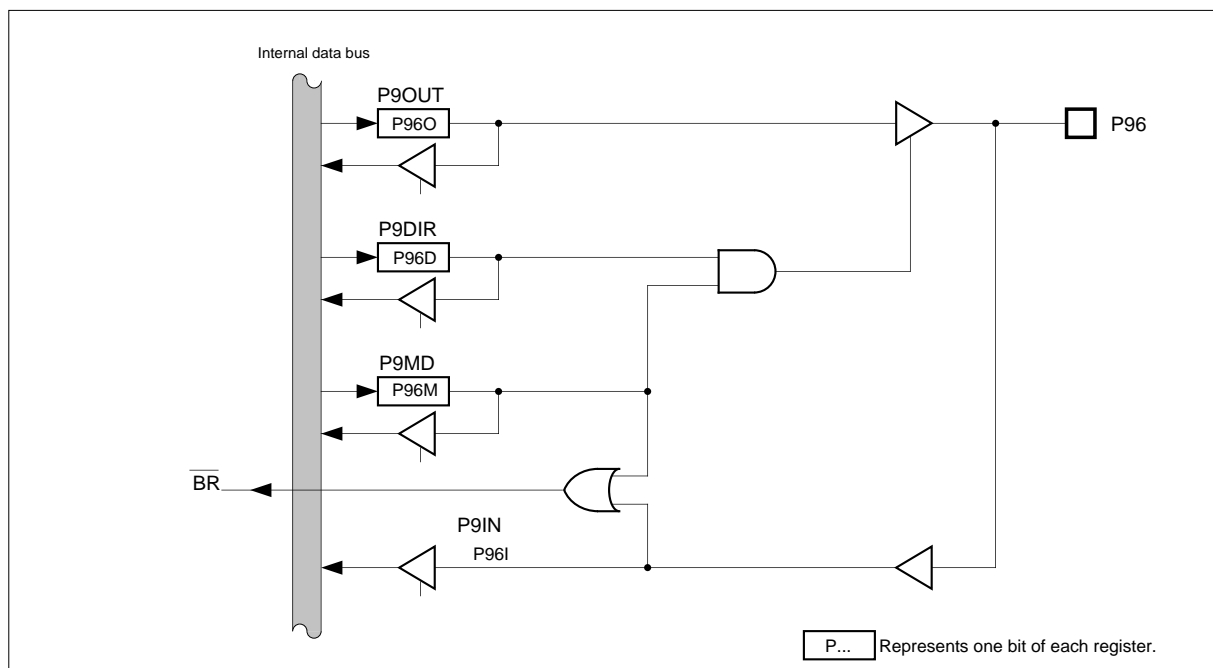 Internal data bus
P9OUT
P96O
P96
P9DIR
P96D
P9MD
P96M
BR
P9IN
P96I
P... Represents one bit of each register.